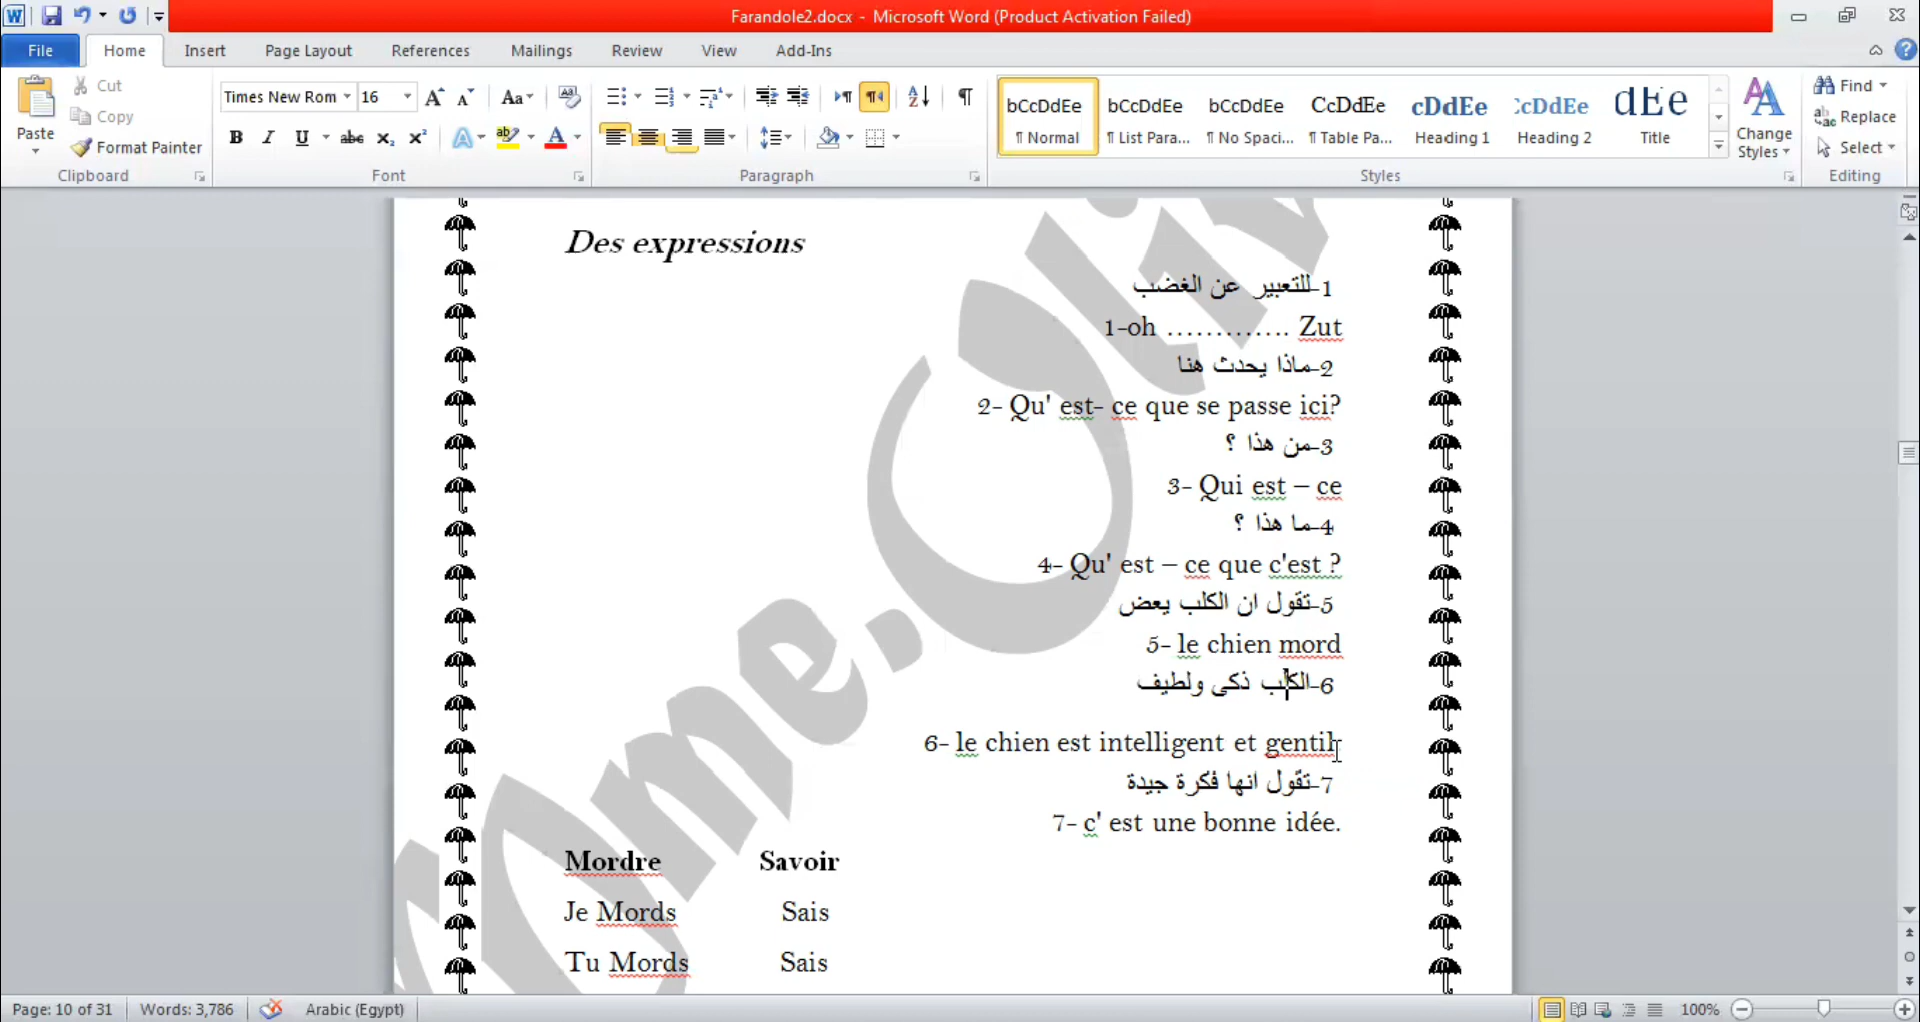 Farandole2.docx - Microsoft Word (Product Activation Failed)
File Home Insert Page Layout References Mailings Review View Add-Ins
Paste
Cut
Copy
Format Painter
Clipboard
Times New Rom 16
Font
Paragraph
bCcDdEe bCcDdEe bCcDdEe CcDdEe cDdEe CcDdEe dEe
¶ Normal ¶ List Para... ¶ No Spaci... ¶ Table Pa... Heading 1 Heading 2 Title
Styles
Change Styles
Find
Replace
Select
Editing
Des expressions
1-للتعبير عن الغضب
1-oh …………. Zut
2-ماذا يحدث هنا
2- Qu' est- ce que se passe ici?
3-من هذا ؟
3- Qui est – ce
4-ما هذا ؟
4- Qu' est – ce que c'est ?
5-تقول ان الكلب يعض
5- le chien mord
6-الكلب ذكى ولطيف
6- le chien est intelligent et gentil
7-تقول انها فكرة جيدة
7- c' est une bonne idée.
Mordre Savoir
Je Mords Sais
Tu Mords Sais
Page: 10 of 31 Words: 3,786 Arabic (Egypt) 100%